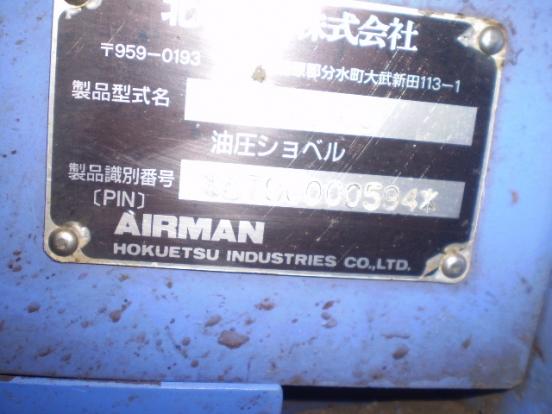 北 株式会社
〒959-0193 郡分水町大武新田113-1
製品型式名
油圧ショベル
製品識別番号
〔PIN〕
AIRMAN
HOKUETSU INDUSTRIES CO.,LTD.